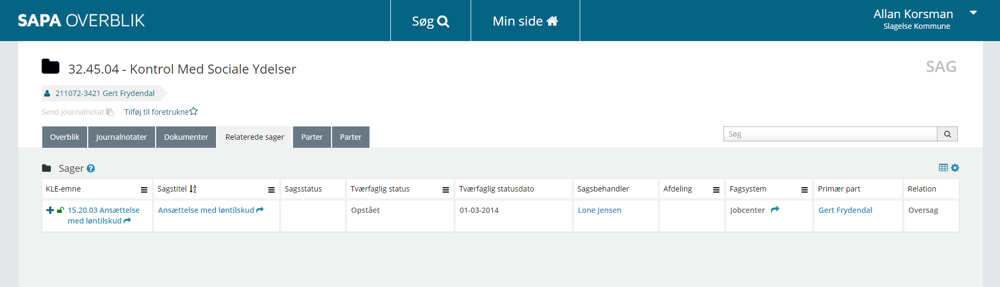 SAPA OVERBLIK
Søg
Min side
Allan Korsman
Slagelse Kommune
32.45.04 - Kontrol Med Sociale Ydelser
SAG
211072-3421 Gert Frydendal
Send journalnotat
Tilføj til foretrukne
Overblik
Journalnotater
Dokumenter
Relaterede sager
Parter
Parter
Søg
Sager
KLE-emne
Sagstitel
Sagsstatus
Tværfaglig status
Tværfaglig statusdato
Sagsbehandler
Afdeling
Fagsystem
Primær part
Relation
15.20.03 Ansættelse
med løntilskud
Ansættelse med løntilskud
Opstået
01-03-2014
Lone Jensen
Jobcenter
Gert Frydendal
Oversag